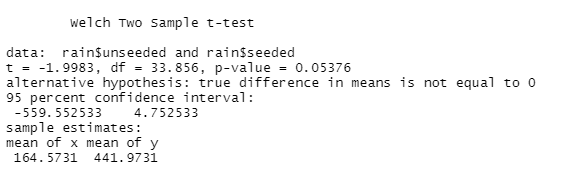 Welch Two Sample t-test
data:  rain$unseeded and rain$seeded
t = -1.9983, df = 33.856, p-value = 0.05376
alternative hypothesis: true difference in means is not equal to 0
95 percent confidence interval:
 -559.552533    4.752533
sample estimates:
mean of x mean of y
 164.5731  441.9731